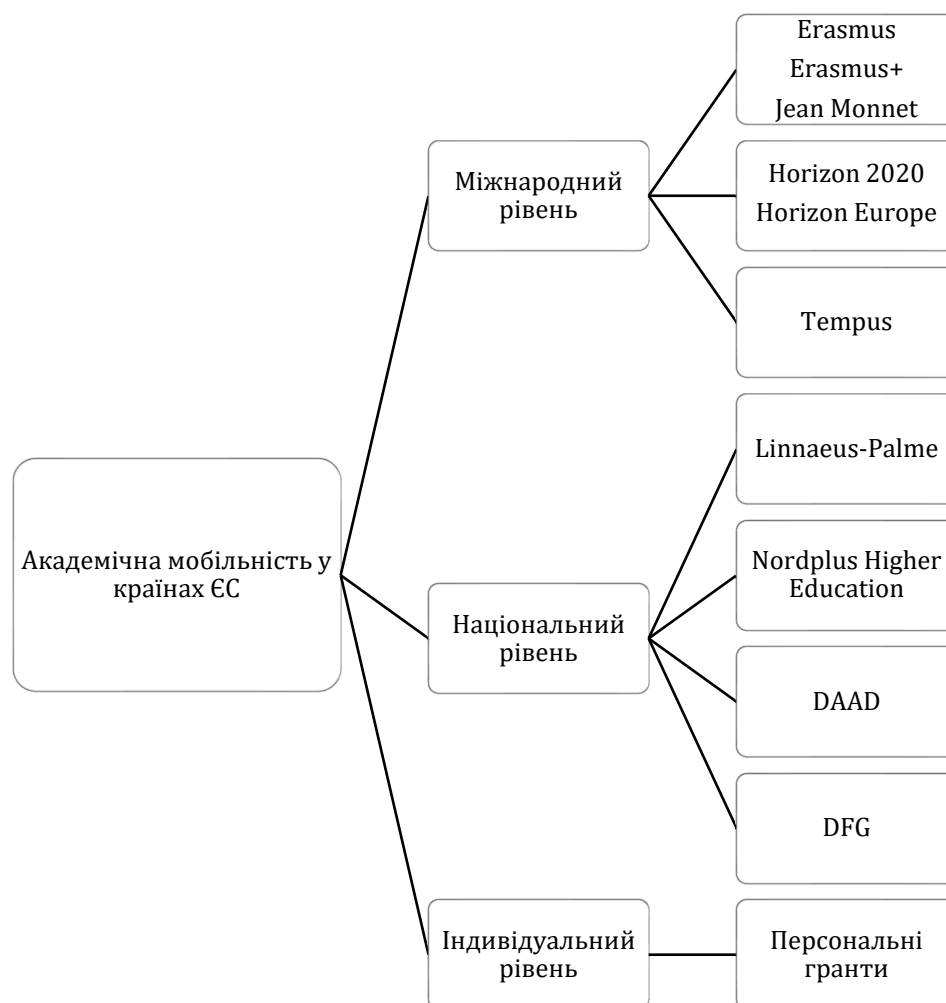 Академічна мобільність у
країнах ЄС
Міжнародний
рівень
Erasmus
Erasmus+
Jean Monnet
Horizon 2020
Horizon Europe
Tempus
Національний
рівень
Linnaeus-Palme
Nordplus Higher
Education
DAAD
DFG
Індивідуальний
рівень
Персональні
гранти